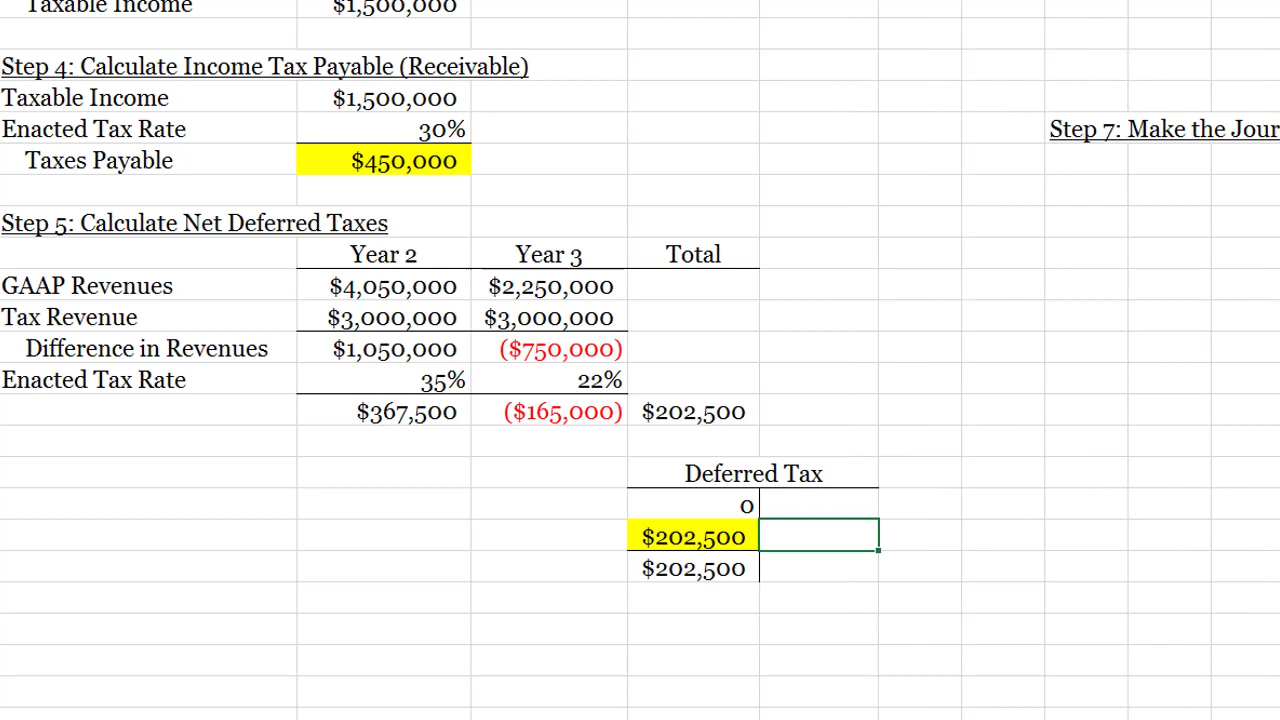 Taxable Income $1,500,000
Step 4: Calculate Income Tax Payable (Receivable)
Taxable Income $1,500,000
Enacted Tax Rate 30%
Step 7: Make the Jour
Taxes Payable $450,000
Step 5: Calculate Net Deferred Taxes
Year 2 Year 3 Total
GAAP Revenues $4,050,000 $2,250,000
Tax Revenue $3,000,000 $3,000,000
Difference in Revenues $1,050,000 ($750,000)
Enacted Tax Rate 35% 22%
$367,500 ($165,000) $202,500
Deferred Tax
0
$202,500
$202,500